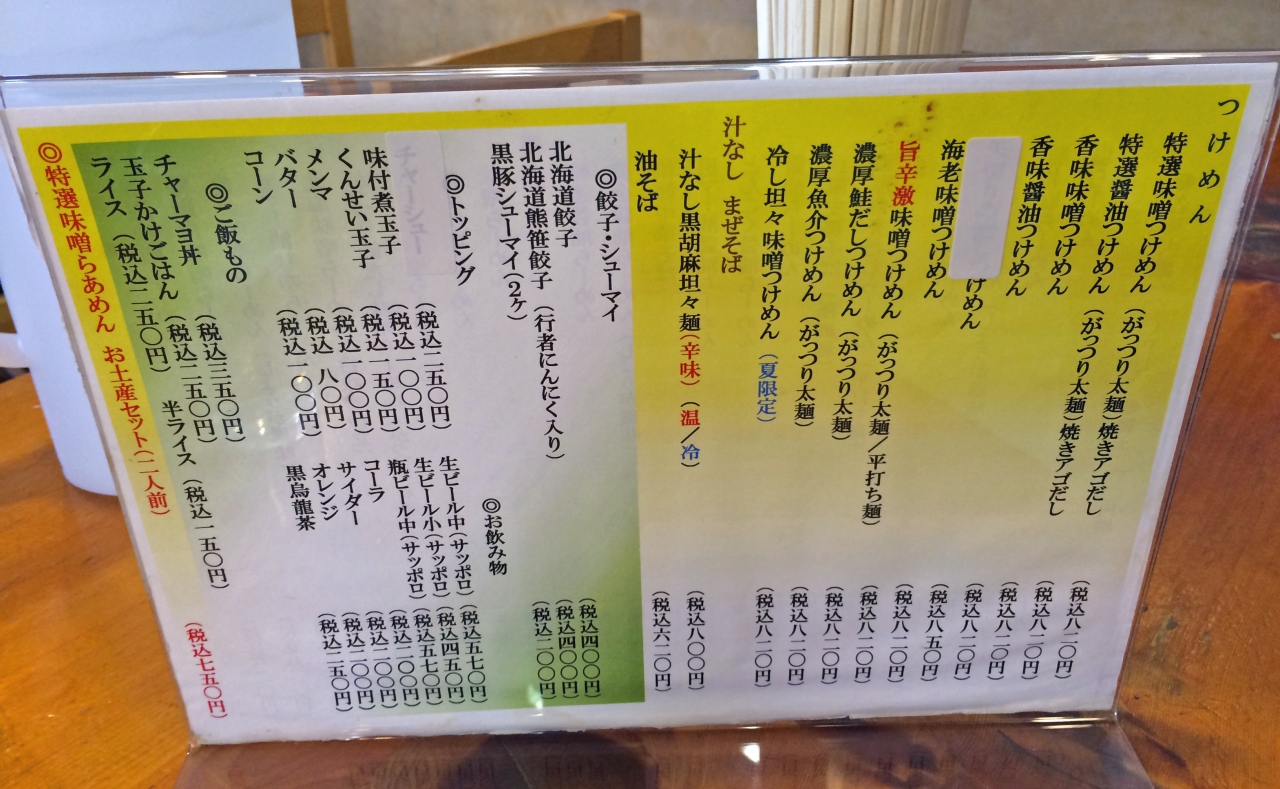 つけめん
特選味噌つけめん (がっつり太麺)焼きアゴだし (税込八二〇円)
特選醤油つけめん (がっつり太麺)焼きアゴだし (税込八二〇円)
香味味噌つけめん (税込八二〇円)
香味醤油つけめん (税込八二〇円)
けめん (税込八五〇円)
海老味噌つけめん (税込八二〇円)
旨辛激味噌つけめん (がっつり太麺/平打ち麺) (税込八二〇円)
濃厚鮭だしつけめん (がっつり太麺) (税込八二〇円)
濃厚魚介つけめん (がっつり太麺) (税込八二〇円)
冷し坦々味噌つけめん (夏限定) (税込八二〇円)
汁なし まぜそば
汁なし黒胡麻坦々麺(辛味) (温/冷) (税込八〇〇円)
油そば (税込六二〇円)
◎餃子・シューマイ
北海道餃子 (税込四〇〇円)
北海道熊笹餃子 (行者にんにく入り) (税込四〇〇円)
黒豚シューマイ(2ヶ) (税込二〇〇円)
◎トッピング
チャーシュー (税込二五〇円)
味付煮玉子 (税込一〇〇円)
くんせい玉子 (税込一五〇円)
メンマ (税込一〇〇円)
バター (税込 八〇円)
コーン (税込一〇〇円)
◎お飲み物
生ビール中(サッポロ) (税込五七〇円)
生ビール小(サッポロ) (税込四五〇円)
瓶ビール中(サッポロ) (税込五七〇円)
コーラ (税込二〇〇円)
サイダー (税込二〇〇円)
オレンジ (税込二〇〇円)
黒烏龍茶 (税込二五〇円)
◎ご飯もの
チャーマヨ丼 (税込三五〇円)
玉子かけごはん (税込二五〇円)
ライス (税込二五〇円) 半ライス (税込一五〇円)
◎特選味噌らあめん お土産セット(二人前) (税込七五〇円)